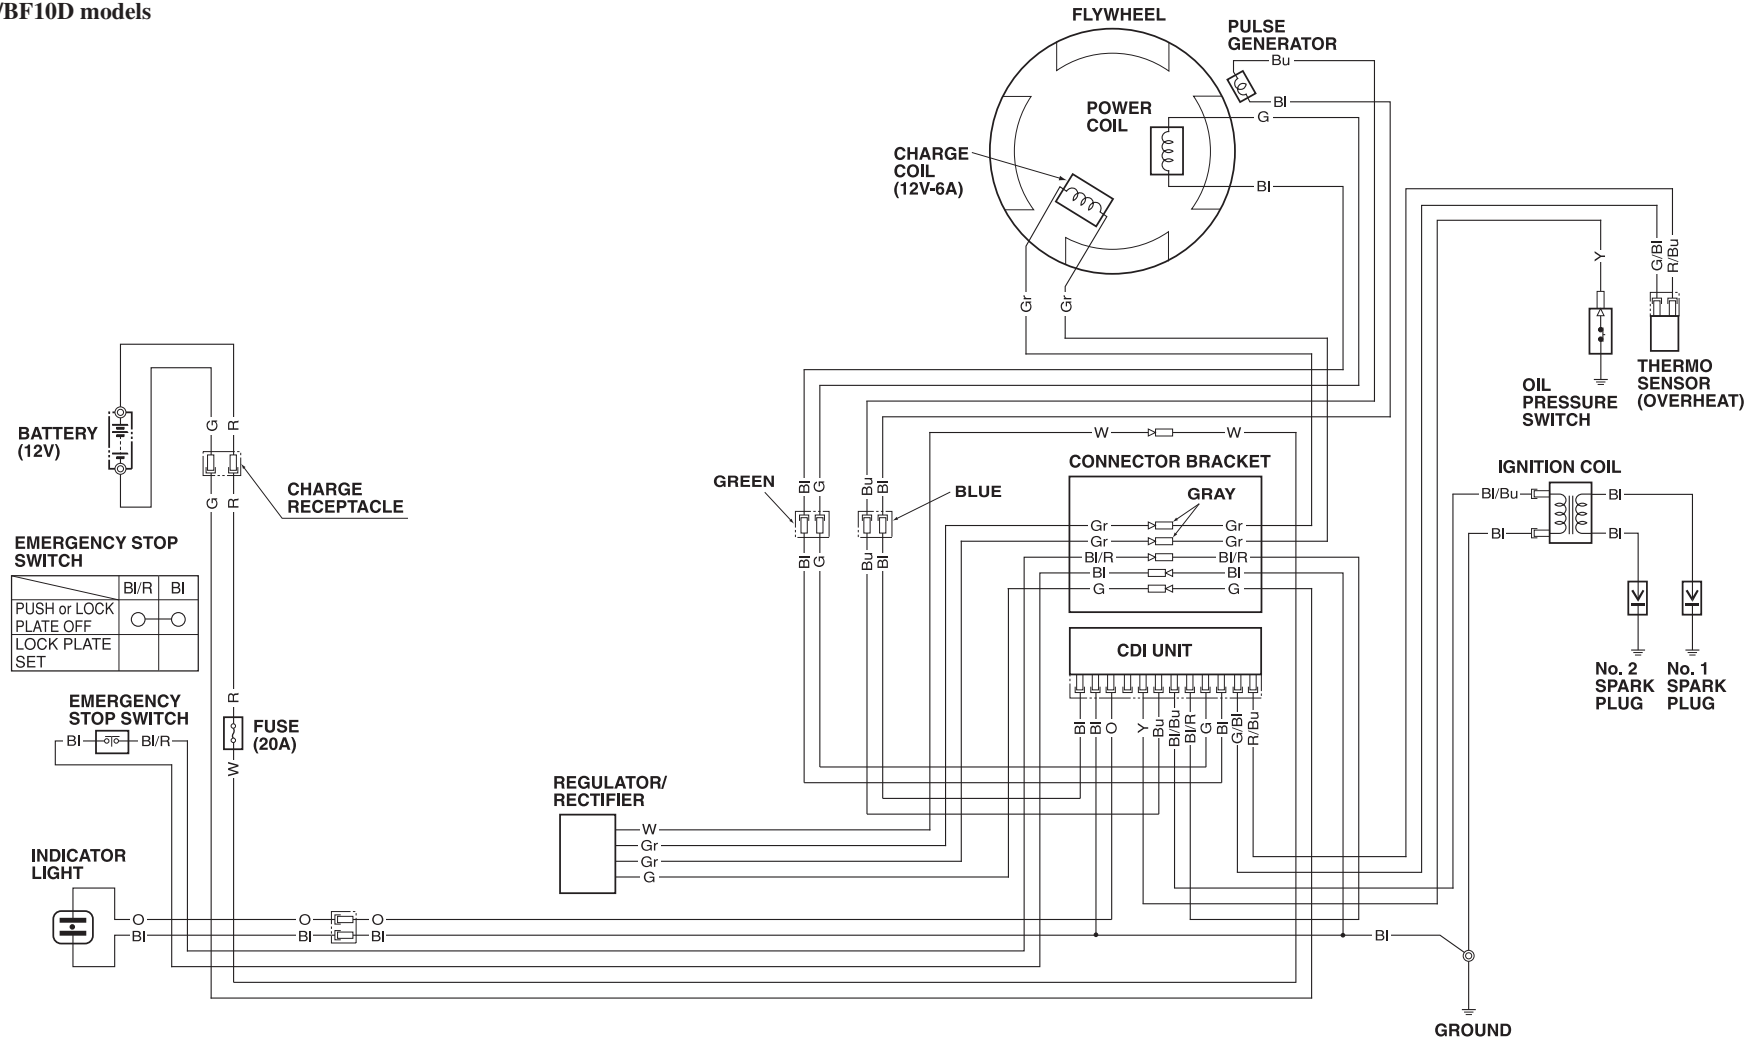 /BF10D models
FLYWHEEL
PULSE
GENERATOR
Bu
Bl
G
POWER
COIL
Bl
CHARGE
COIL
(12V-6A)
Gr
Gr
Y
G/Bl
R/Bu
OIL
PRESSURE
SWITCH
THERMO
SENSOR
(OVERHEAT)
BATTERY
(12V)
G
R
G
R
CHARGE
RECEPTACLE
W
W
CONNECTOR BRACKET
GRAY
Gr
Gr
Gr
Gr
Bl/R
Bl/R
Bl
Bl
G
G
GREEN
Bl
G
Bu
Bl
BLUE
Bl
G
Bu
Bl
IGNITION COIL
Bl/Bu
Bl
Bl
Bl
No. 2
SPARK
PLUG
No. 1
SPARK
PLUG
EMERGENCY STOP
SWITCH
Bl/R
Bl
PUSH or LOCK
PLATE OFF
LOCK PLATE
SET
CDI UNIT
Bl
Bl
O
Y
Bu
Bl/Bu
Bl/R
G
Bl
G/Bl
R/Bu
EMERGENCY
STOP SWITCH
Bl
Bl/R
R
FUSE
(20A)
W
REGULATOR/
RECTIFIER
W
Gr
Gr
G
INDICATOR
LIGHT
O
O
O
Bl
Bl
Bl
Bl
GROUND